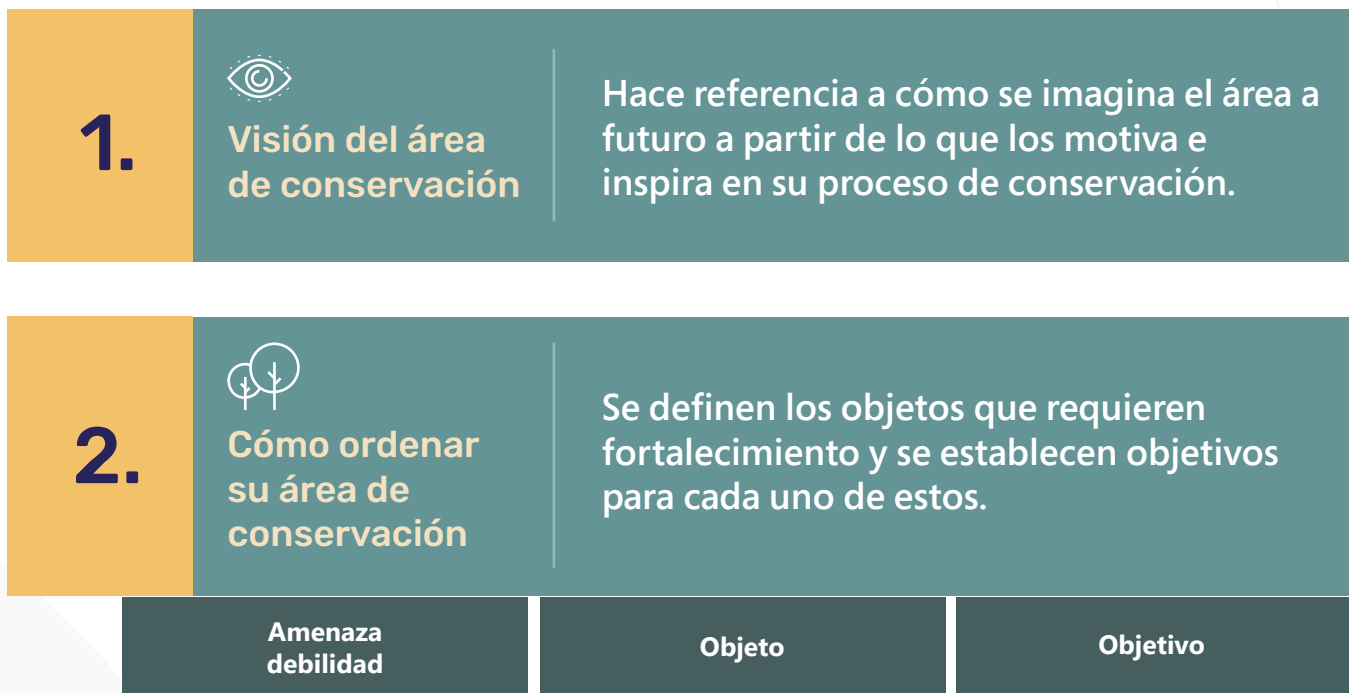 1.
Visión del área
de conservación
Hace referencia a cómo se imagina el área a
futuro a partir de lo que los motiva e
inspira en su proceso de conservación.
2.
Cómo ordenar
su área de
conservación
Se definen los objetos que requieren
fortalecimiento y se establecen objetivos
para cada uno de estos.
Amenaza
debilidad
Objeto
Objetivo